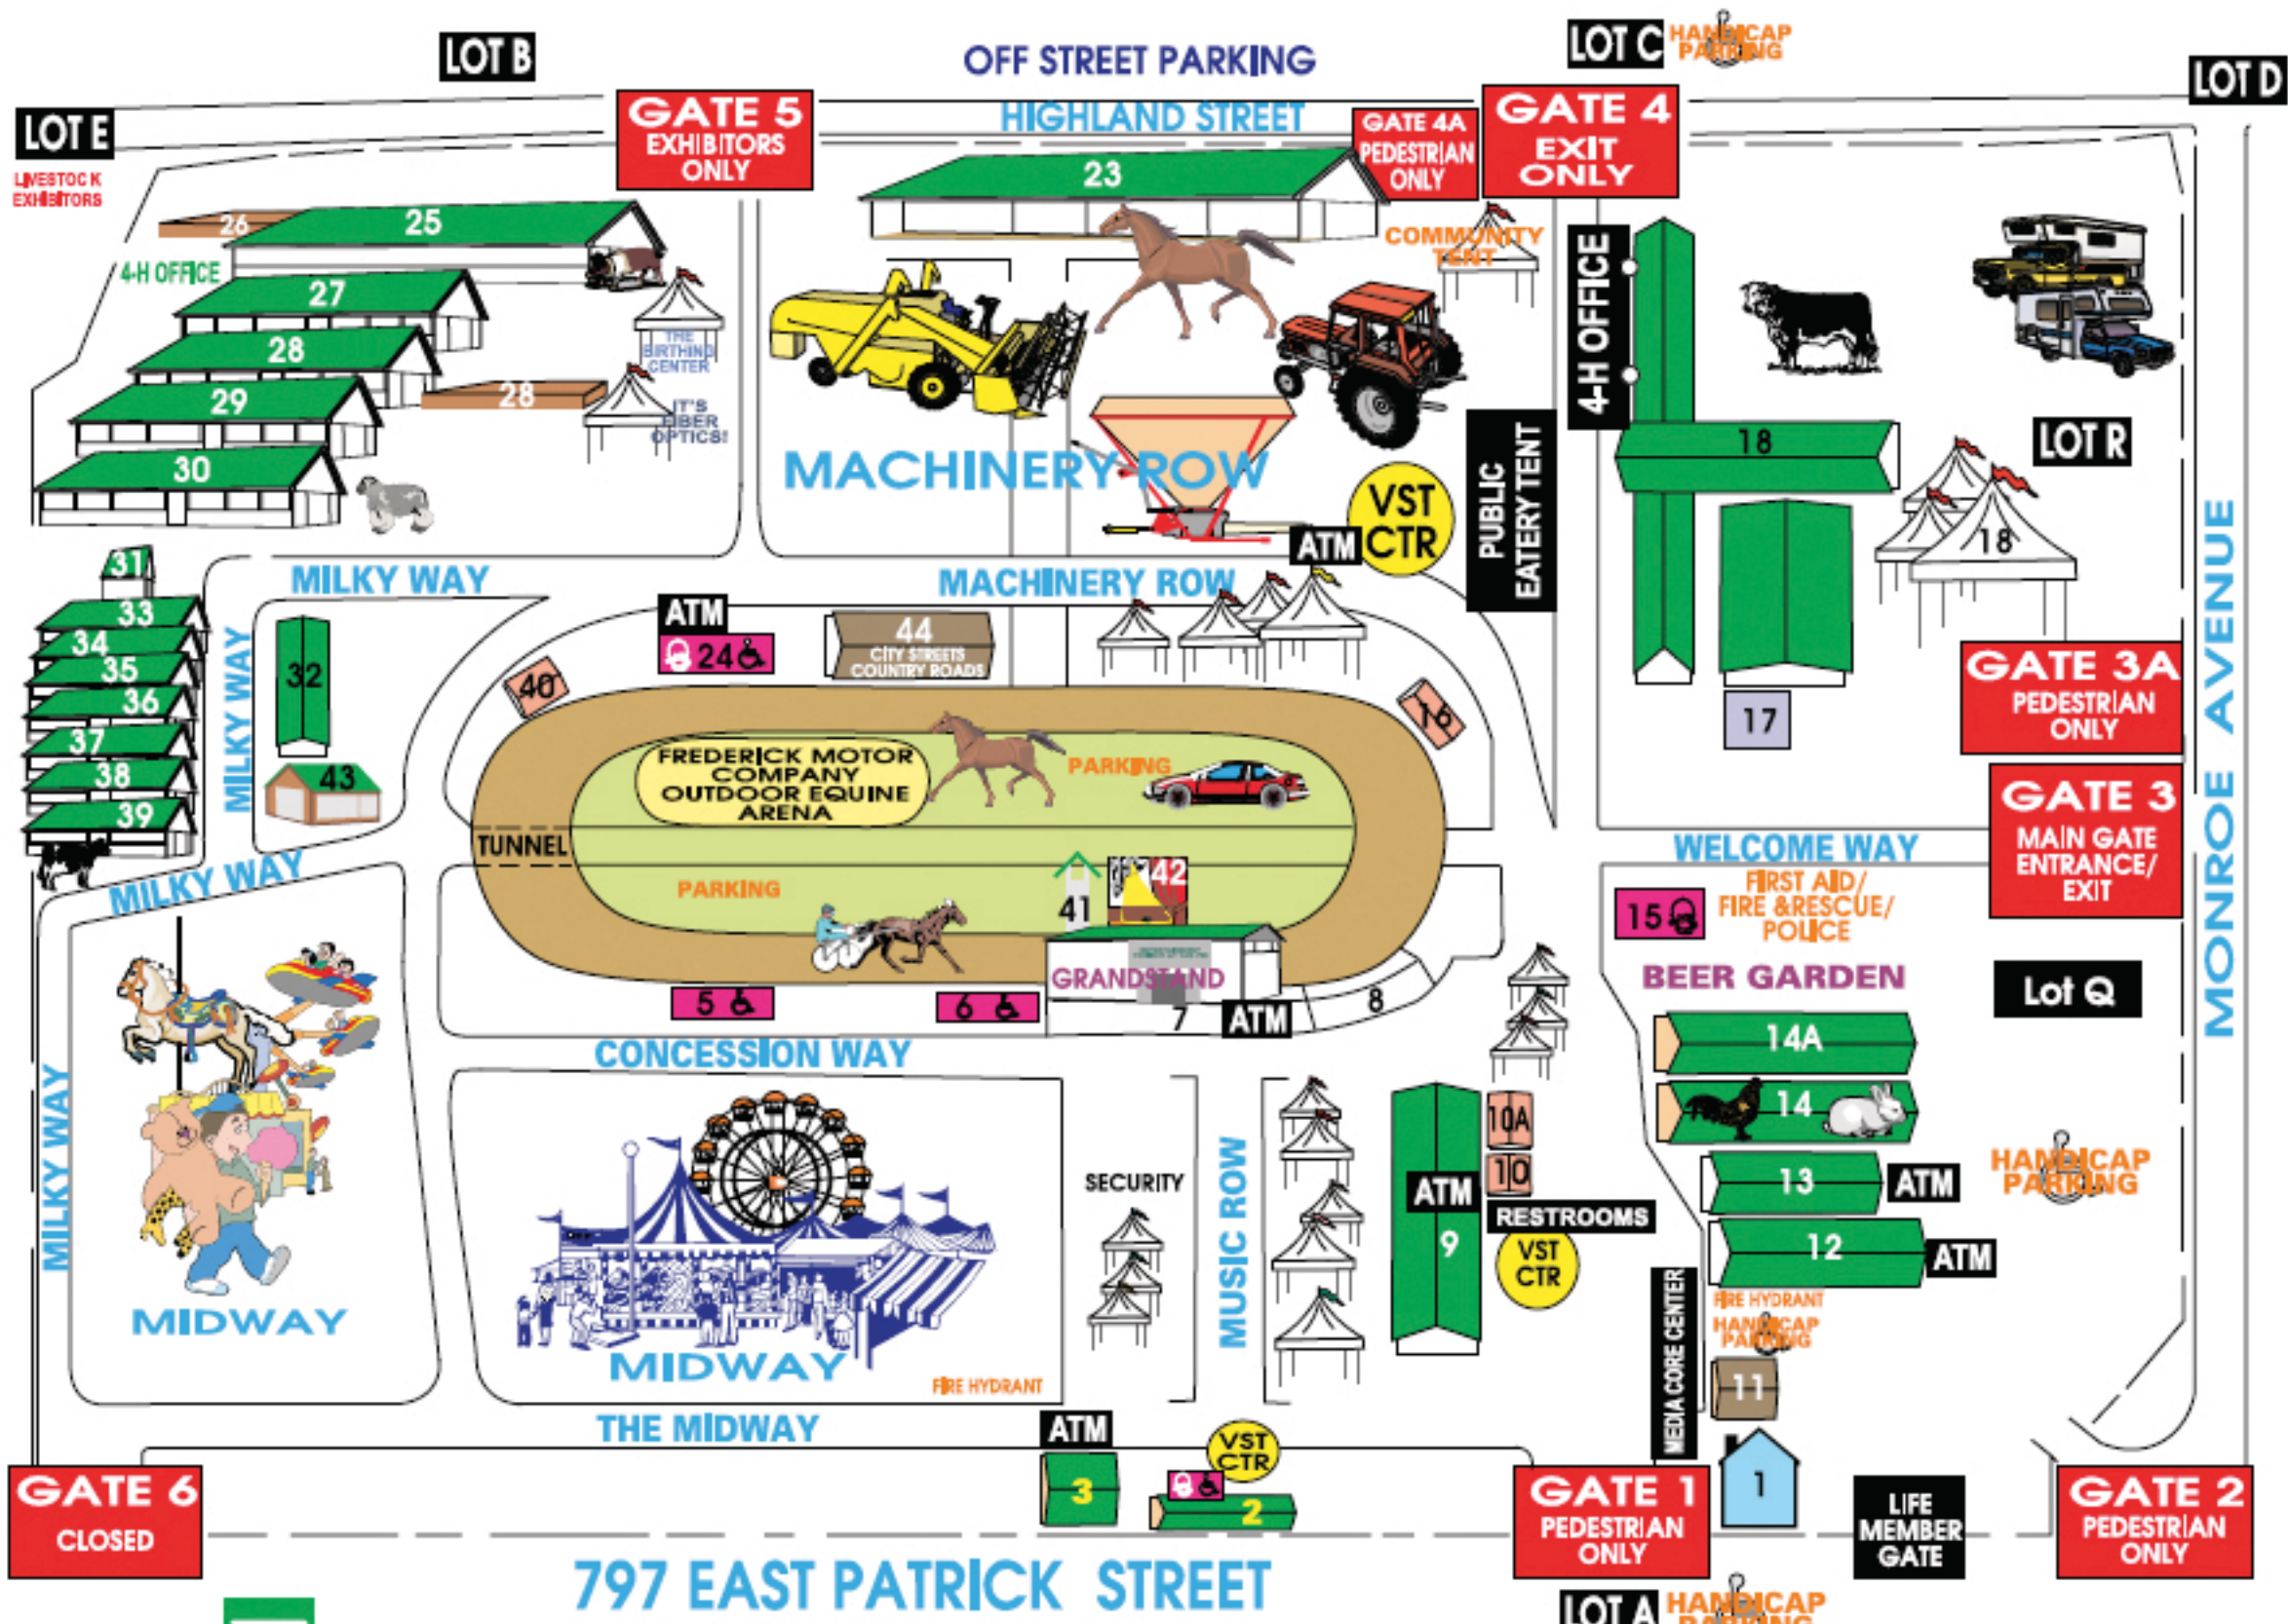 LOT B
OFF STREET PARKING
LOT C
HANDICAP
PARKING
LOT D
LOT E
LIVESTOCK
EXHIBITORS
GATE 5
EXHIBITORS
ONLY
HIGHLAND STREET
GATE 4A
PEDESTRIAN
ONLY
GATE 4
EXIT
ONLY
23
26
25
4-H OFFICE
27
28
29
28
30
THE
BIRTHING
CENTER
IT'S
FIBER
OPTICS!
COMMUNITY
TENT
MACHINERY ROW
VST
CTR
ATM
PUBLIC
EATERY TENT
4-H OFFICE
18
LOT R
18
17
GATE 3A
PEDESTRIAN
ONLY
GATE 3
MAIN GATE
ENTRANCE/
EXIT
MONROE AVENUE
31
33
34
35
36
37
38
39
MILKY WAY
MILKY WAY
32
43
MILKY WAY
MACHINERY ROW
ATM
24
44
CITY STREETS
COUNTRY ROADS
40
16
FREDERICK MOTOR
COMPANY
OUTDOOR EQUINE
ARENA
PARKING
TUNNEL
PARKING
41
42
GRANDSTAND
5
6
7
ATM
8
WELCOME WAY
15
FIRST AID/
FIRE &RESCUE/
POLICE
BEER GARDEN
Lot Q
14A
14
13
ATM
12
ATM
HANDICAP
PARKING
FIRE HYDRANT
HANDICAP
PARKING
11
1
MEDIA CORE CENTER
CONCESSION WAY
MILKY WAY
MIDWAY
MIDWAY
FIRE HYDRANT
SECURITY
MUSIC ROW
ATM
9
10A
10
RESTROOMS
VST
CTR
THE MIDWAY
ATM
3
VST
CTR
2
GATE 6
CLOSED
GATE 1
PEDESTRIAN
ONLY
LIFE
MEMBER
GATE
GATE 2
PEDESTRIAN
ONLY
797 EAST PATRICK STREET
LOT A
HANDICAP
PARKING